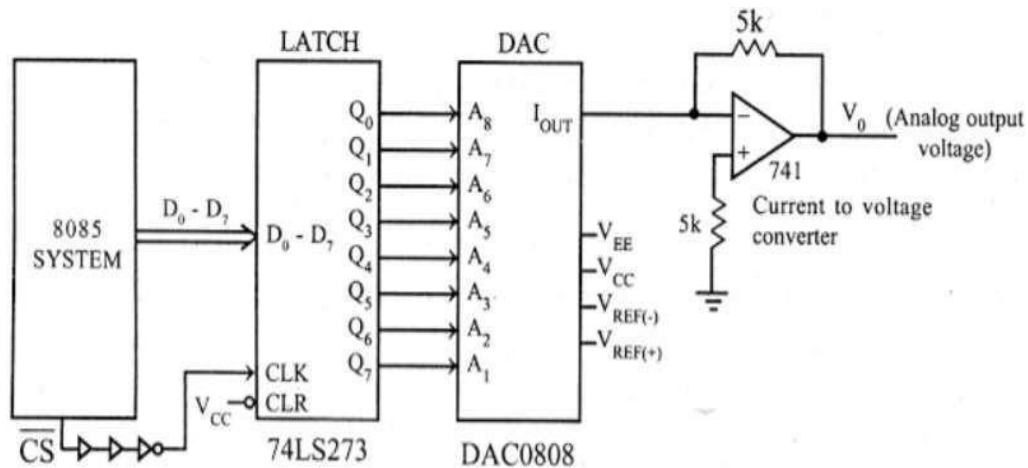 LATCH
DAC
5k
8085
SYSTEM
D0 - D7
D0 - D7
Q0
Q1
Q2
Q3
Q4
Q5
Q6
Q7
CLK
CLR
VCC
CS
74LS273
A8
A7
A6
A5
A4
A3
A2
A1
IOUT
VEE
VCC
VREF(-)
VREF(+)
DAC0808
−
+
741
5k
V0 (Analog output
voltage)
Current to voltage
converter